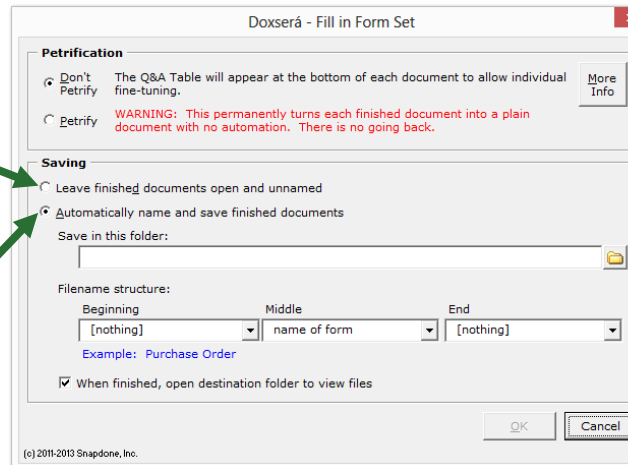 Doxserá - Fill in Form Set
Petrification
Don't Petrify
The Q&A Table will appear at the bottom of each document to allow individual
fine-tuning.
More
Info
Petrify
WARNING: This permanently turns each finished document into a plain
document with no automation. There is no going back.
Saving
Leave finished documents open and unnamed
Automatically name and save finished documents
Save in this folder:
Filename structure:
Beginning Middle End
[nothing] name of form [nothing]
Example: Purchase Order
When finished, open destination folder to view files
OK Cancel
(c) 2011-2013 Snapdone, Inc.